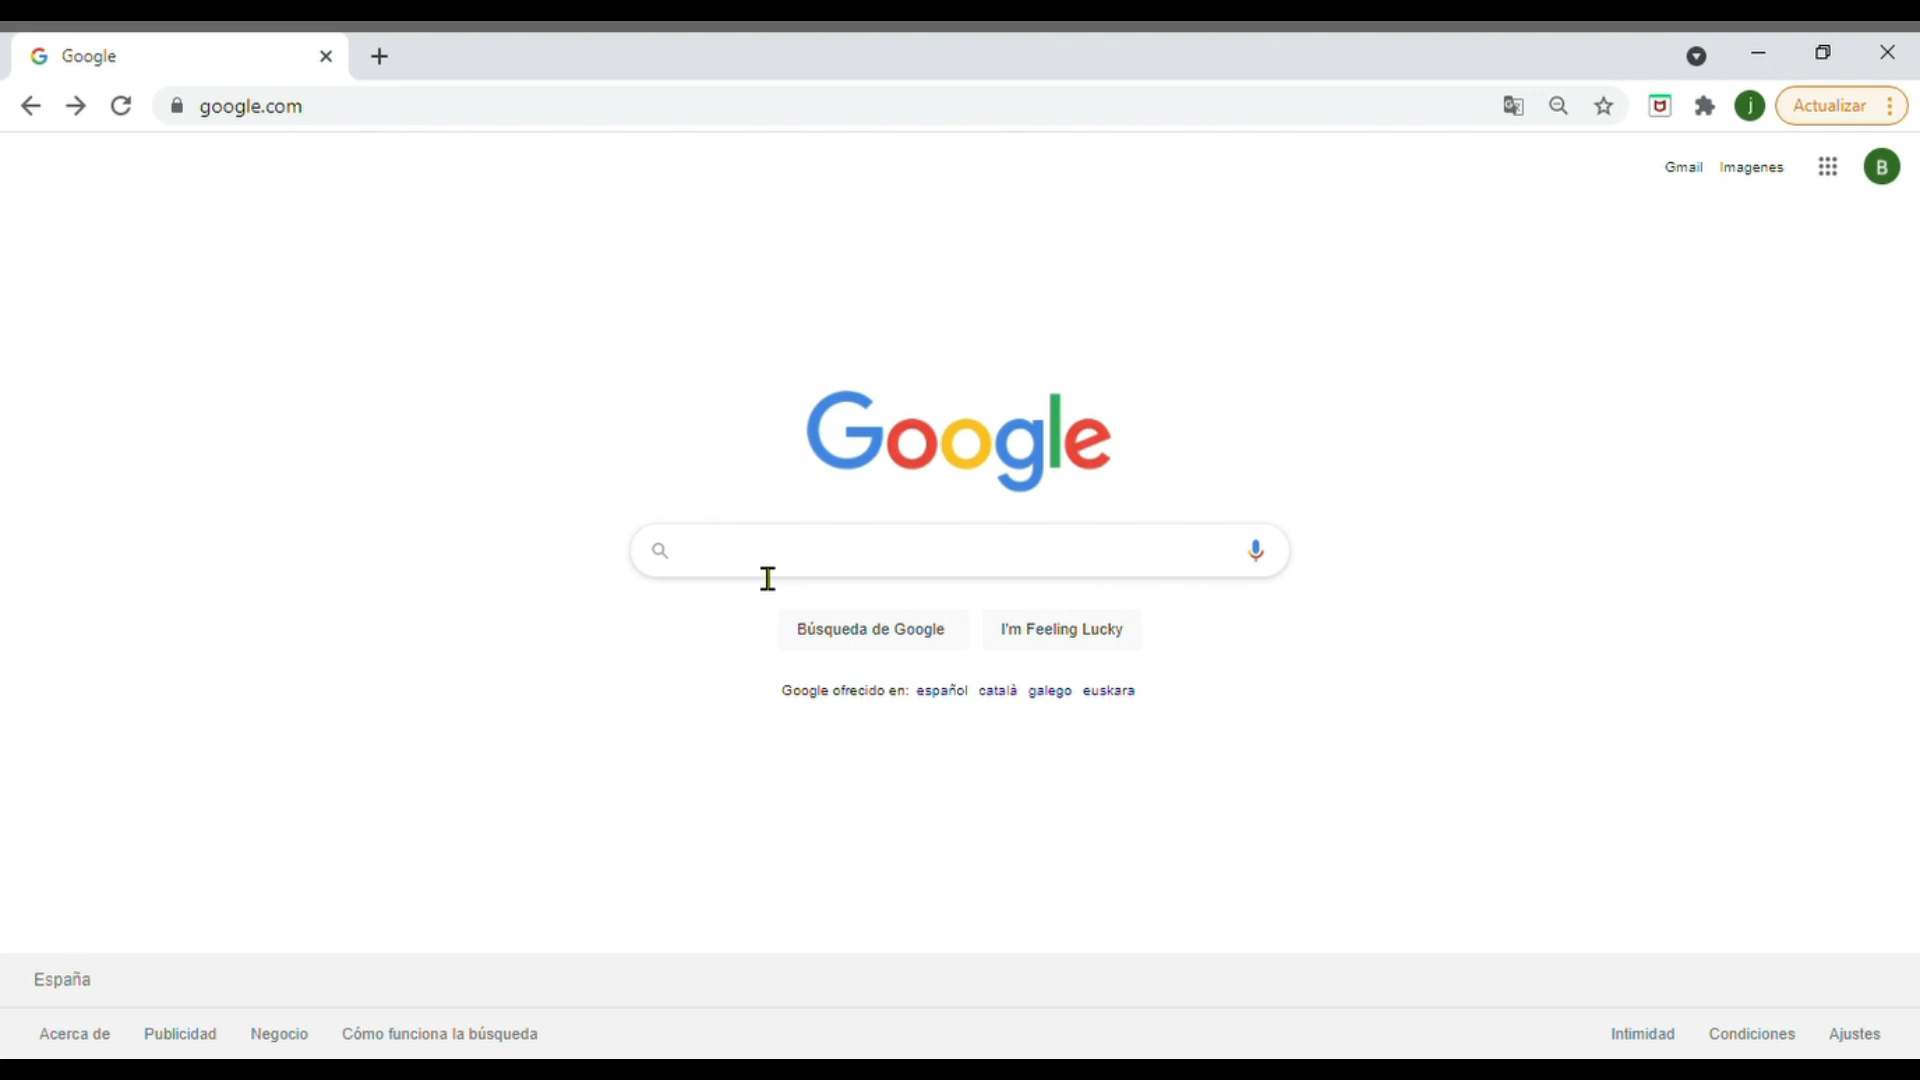 Google
google.com
j
Actualizar
Gmail Imagenes
B
Google
Búsqueda de Google I'm Feeling Lucky
Google ofrecido en: español català galego euskara
España
Acerca de Publicidad Negocio Cómo funciona la búsqueda Intimidad Condiciones Ajustes